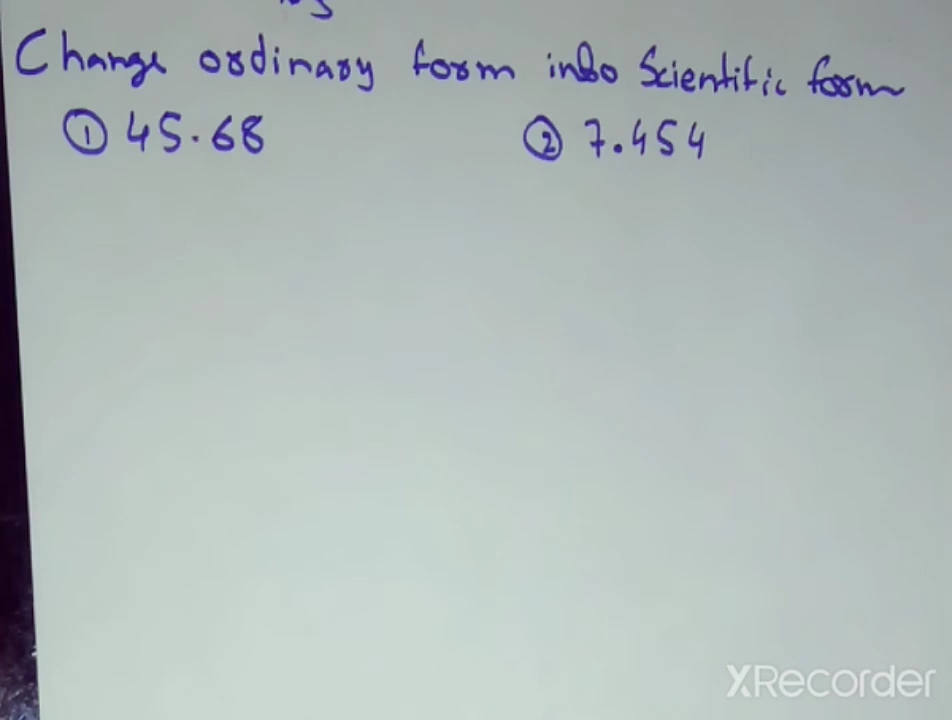 Change ordinary form into Scientific form
① 45.68 ② 7.454
XRecorder